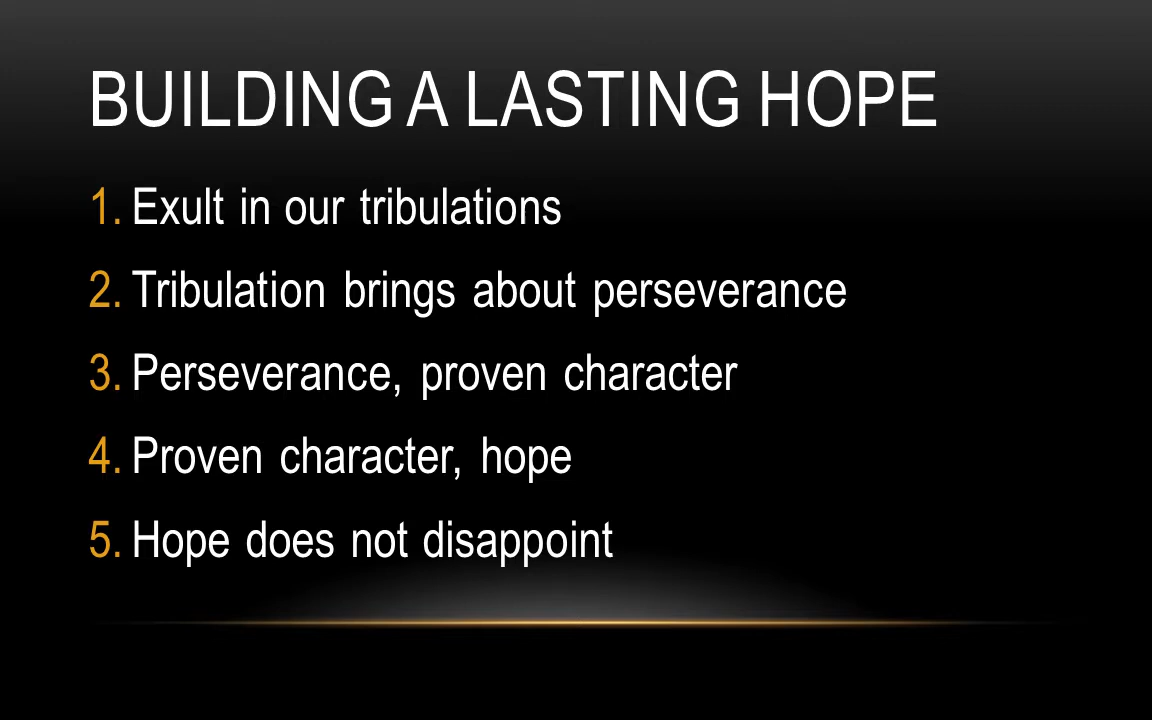 BUILDING A LASTING HOPE
1. Exult in our tribulations
2. Tribulation brings about perseverance
3. Perseverance, proven character
4. Proven character, hope
5. Hope does not disappoint